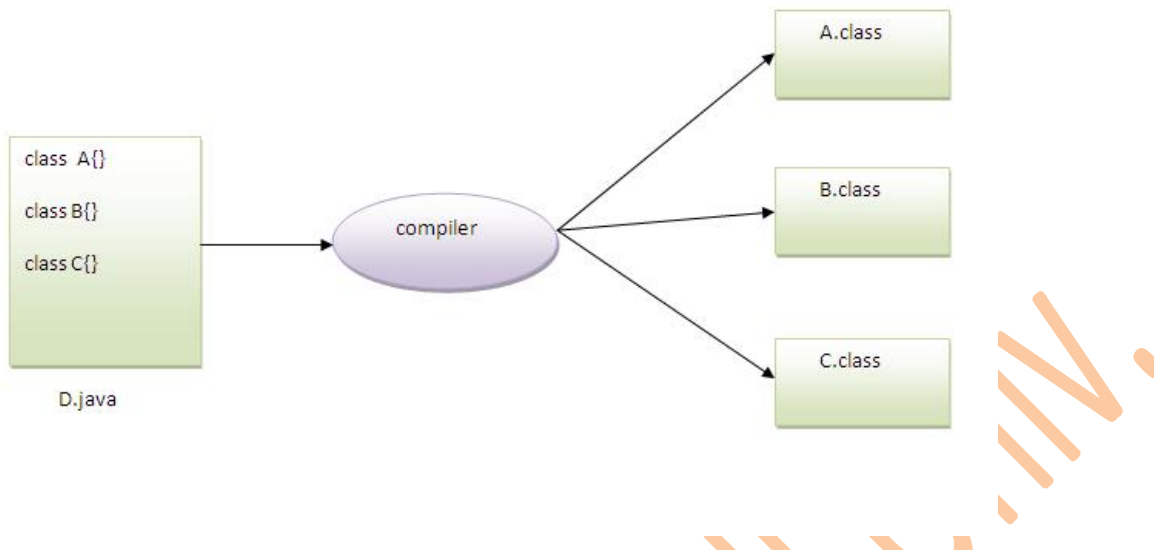 class A{}
class B{}
class C{}
D.java
compiler
A.class
B.class
C.class